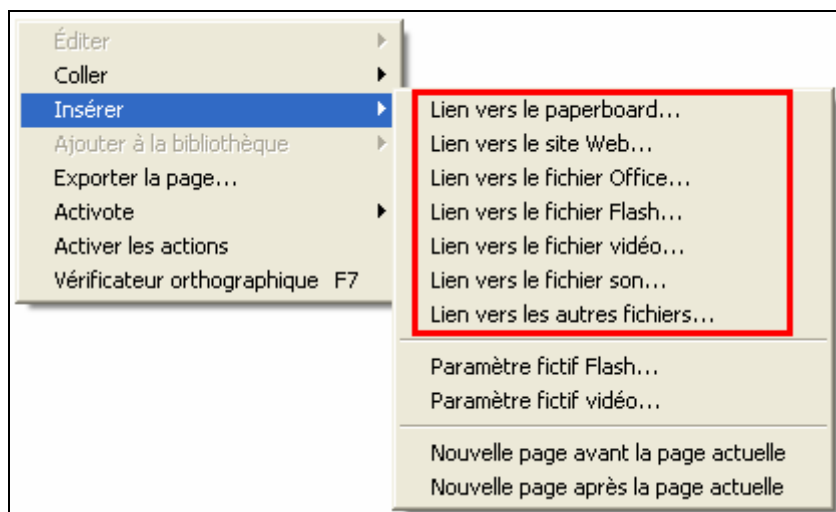 Éditer
Coller
Insérer
Ajouter à la bibliothèque
Exporter la page...
Activote
Activer les actions
Vérificateur orthographique F7
Lien vers le paperboard...
Lien vers le site Web...
Lien vers le fichier Office...
Lien vers le fichier Flash...
Lien vers le fichier vidéo...
Lien vers le fichier son...
Lien vers les autres fichiers...
Paramètre fictif Flash...
Paramètre fictif vidéo...
Nouvelle page avant la page actuelle
Nouvelle page après la page actuelle